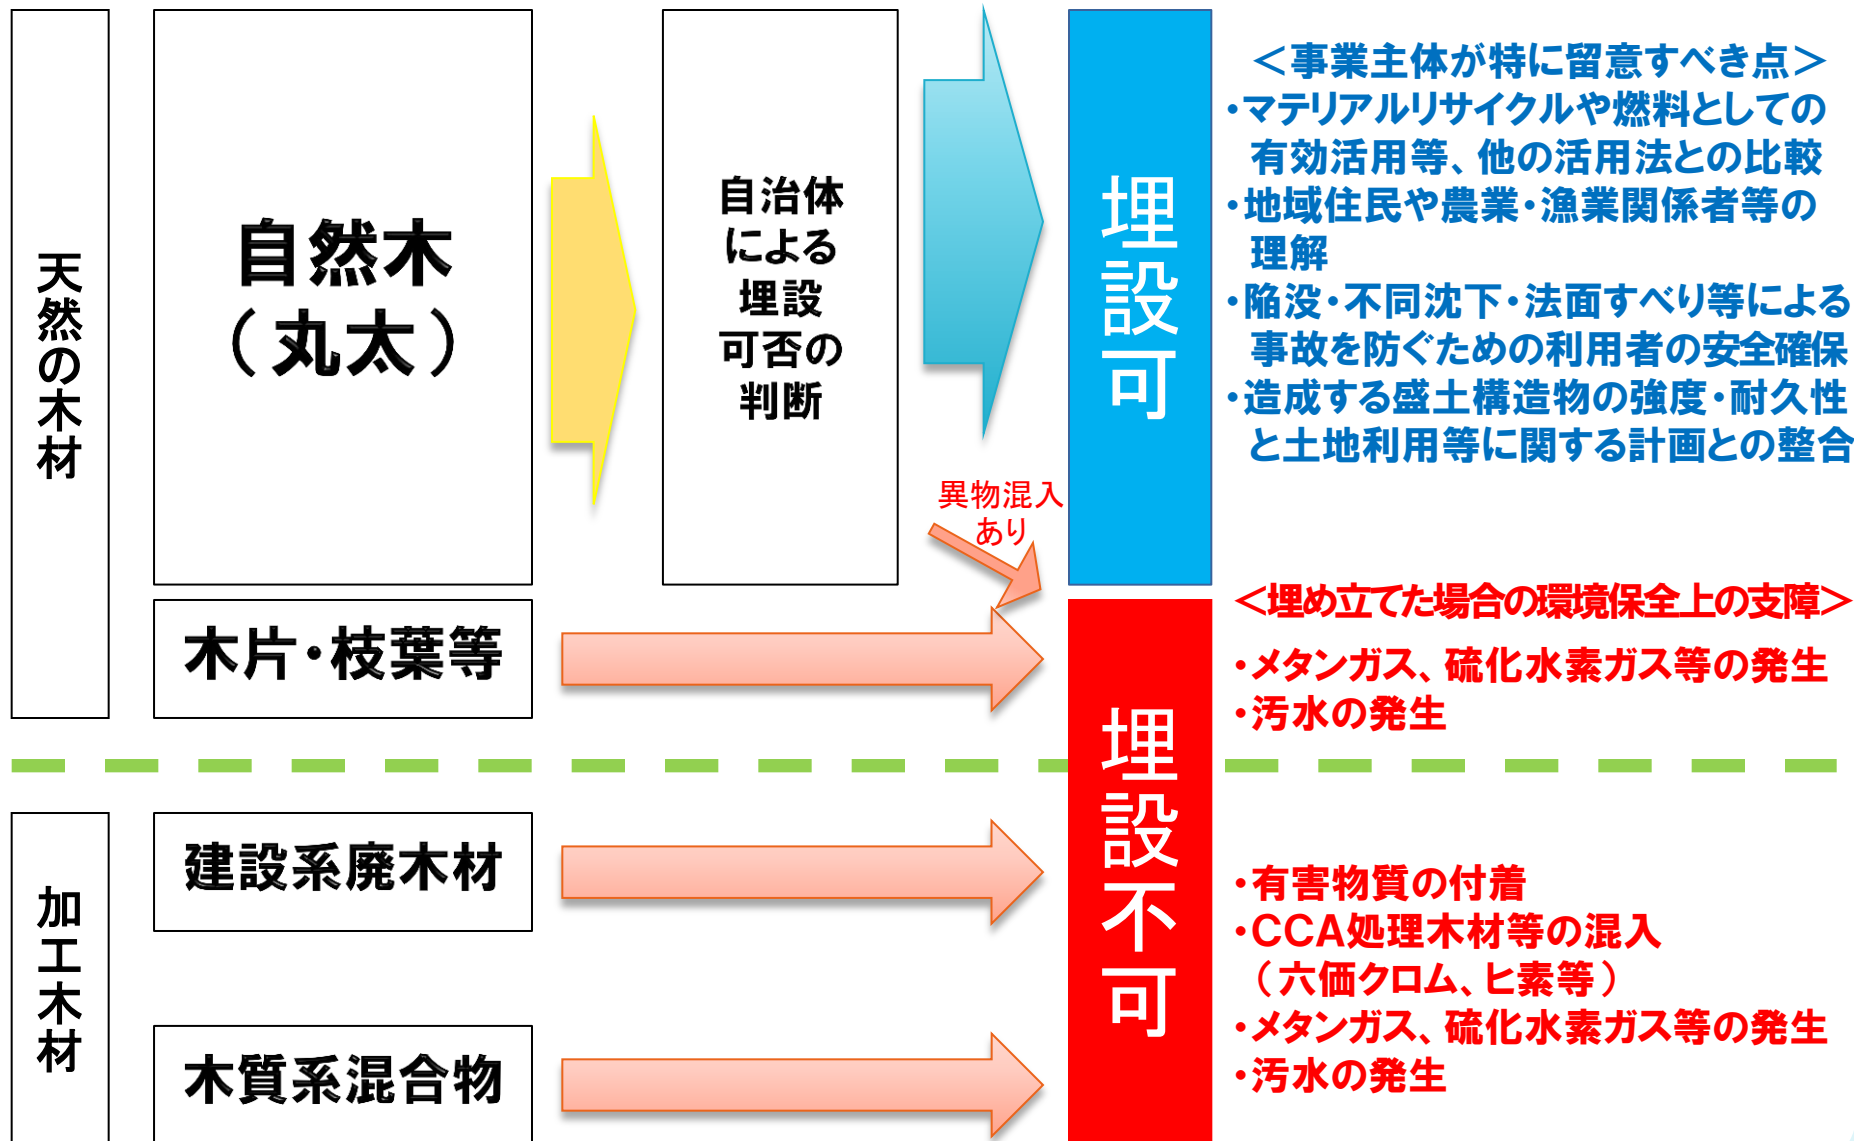 天然の木材
自然木
（丸太）
自治体
による
埋設
可否の
判断
異物混入
あり
埋設可
＜事業主体が特に留意すべき点＞
・マテリアルリサイクルや燃料としての
有効活用等、他の活用法との比較
・地域住民や農業・漁業関係者等の
理解
・陥没・不同沈下・法面すべり等による
事故を防ぐための利用者の安全確保
・造成する盛土構造物の強度・耐久性
と土地利用等に関する計画との整合
木片・枝葉等
埋設不可
＜埋め立てた場合の環境保全上の支障＞
・メタンガス、硫化水素ガス等の発生
・汚水の発生
加工木材
建設系廃木材
木質系混合物
・有害物質の付着
・CCA処理木材等の混入
（六価クロム、ヒ素等）
・メタンガス、硫化水素ガス等の発生
・汚水の発生